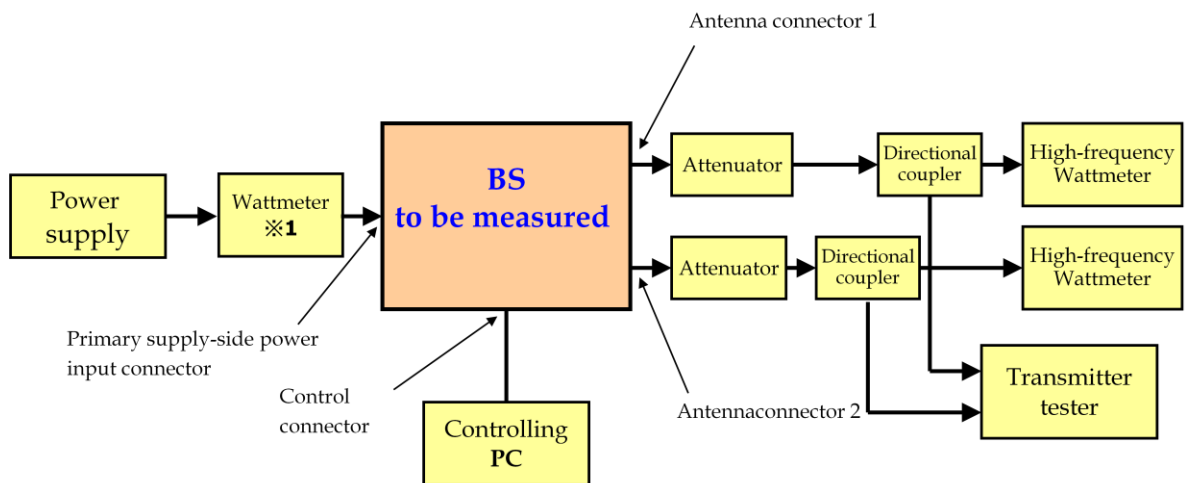 Antenna connector 1
Power
supply
Wattmeter
※1
BS
to be measured
Attenuator
Directional
coupler
High-frequency
Wattmeter
Attenuator
Directional
coupler
High-frequency
Wattmeter
Primary supply-side power
input connector
Control
connector
Controlling
PC
Antennaconnector 2
Transmitter
tester